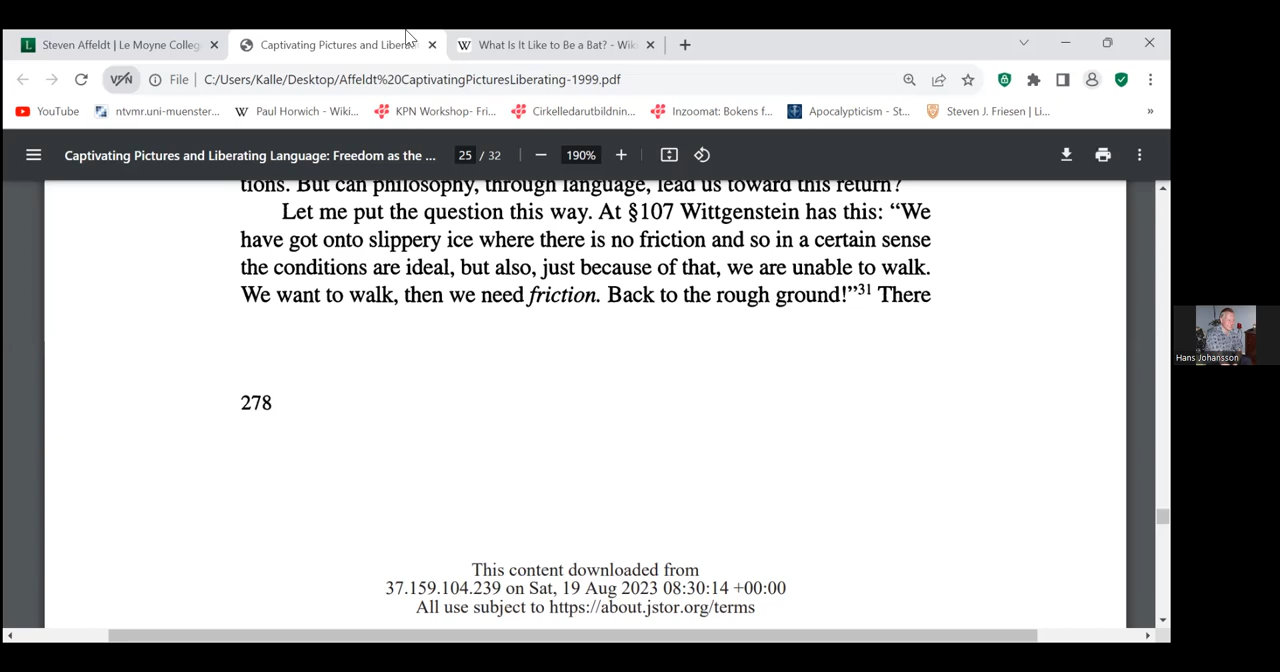 Steven Affeldt | Le Moyne Colleg
Captivating Pictures and Libera
What Is It Like to Be a Bat? - Wik
VPN
File
C:/Users/Kalle/Desktop/Affeldt%20CaptivatingPicturesLiberating-1999.pdf
YouTube
ntvmr.uni-muenster...
Paul Horwich - Wiki...
KPN Workshop- Fri...
Cirkelledarutbildnin...
Inzoomat: Bokens f...
Apocalypticism - St...
Steven J. Friesen | Li...
»
Captivating Pictures and Liberating Language: Freedom as the ...
25 / 32
190%
tions. But can philosophy, through language, lead us toward this return?
Let me put the question this way. At §107 Wittgenstein has this: “We
have got onto slippery ice where there is no friction and so in a certain sense
the conditions are ideal, but also, just because of that, we are unable to walk.
We want to walk, then we need friction. Back to the rough ground!”31 There
278
This content downloaded from
37.159.104.239 on Sat, 19 Aug 2023 08:30:14 +00:00
All use subject to https://about.jstor.org/terms
Hans Johansson